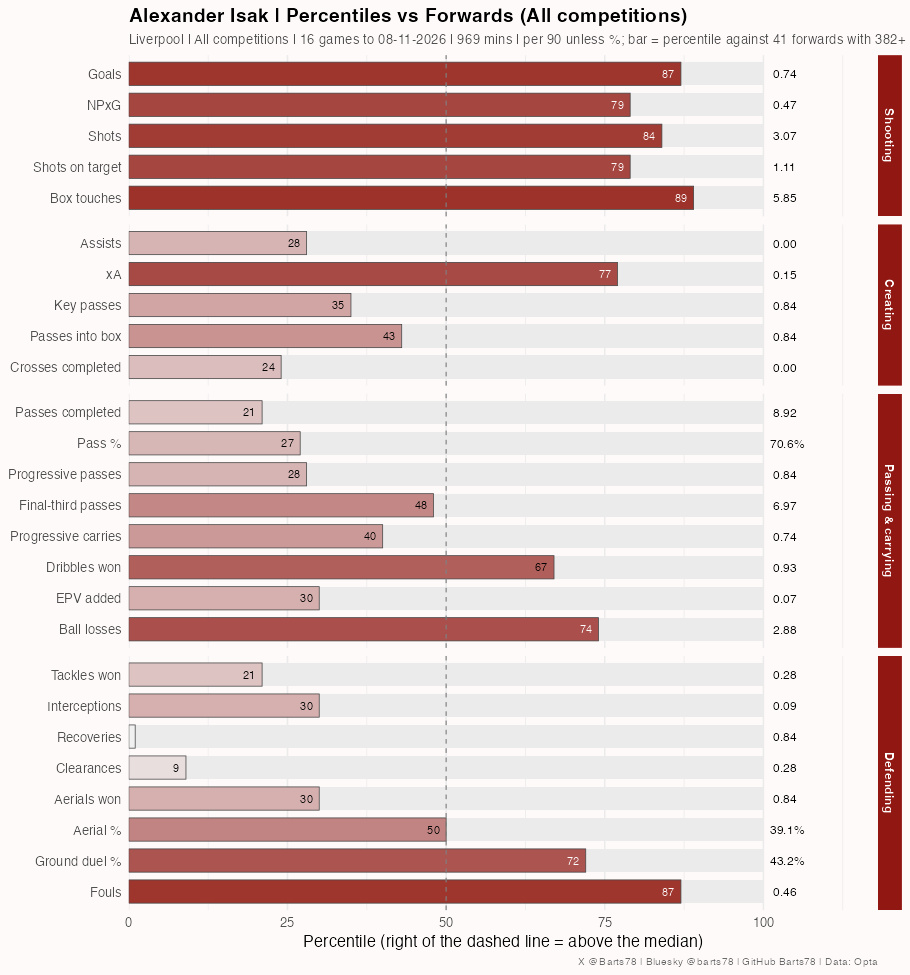 Alexander Isak | Percentiles vs Forwards (All competitions)
Liverpool | All competitions | 16 games to 08-11-2026 | 969 mins | per 90 unless %; bar = percentile against 41 forwards with 382+
Goals 87 0.74
NPxG 79 0.47
Shots 84 3.07
Shots on target 79 1.11
Box touches 89 5.85
Shooting
Assists 28 0.00
xA 77 0.15
Key passes 35 0.84
Passes into box 43 0.84
Crosses completed 24 0.00
Creating
Passes completed 21 8.92
Pass % 27 70.6%
Progressive passes 28 0.84
Final-third passes 48 6.97
Progressive carries 40 0.74
Dribbles won 67 0.93
EPV added 30 0.07
Ball losses 74 2.88
Passing & carrying
Tackles won 21 0.28
Interceptions 30 0.09
Recoveries 0.84
Clearances 9 0.28
Aerials won 30 0.84
Aerial % 50 39.1%
Ground duel % 72 43.2%
Fouls 87 0.46
Defending
0 25 50 75 100
Percentile (right of the dashed line = above the median)
X @Barts78 | Bluesky @barts78 | GitHub Barts78 | Data: Opta